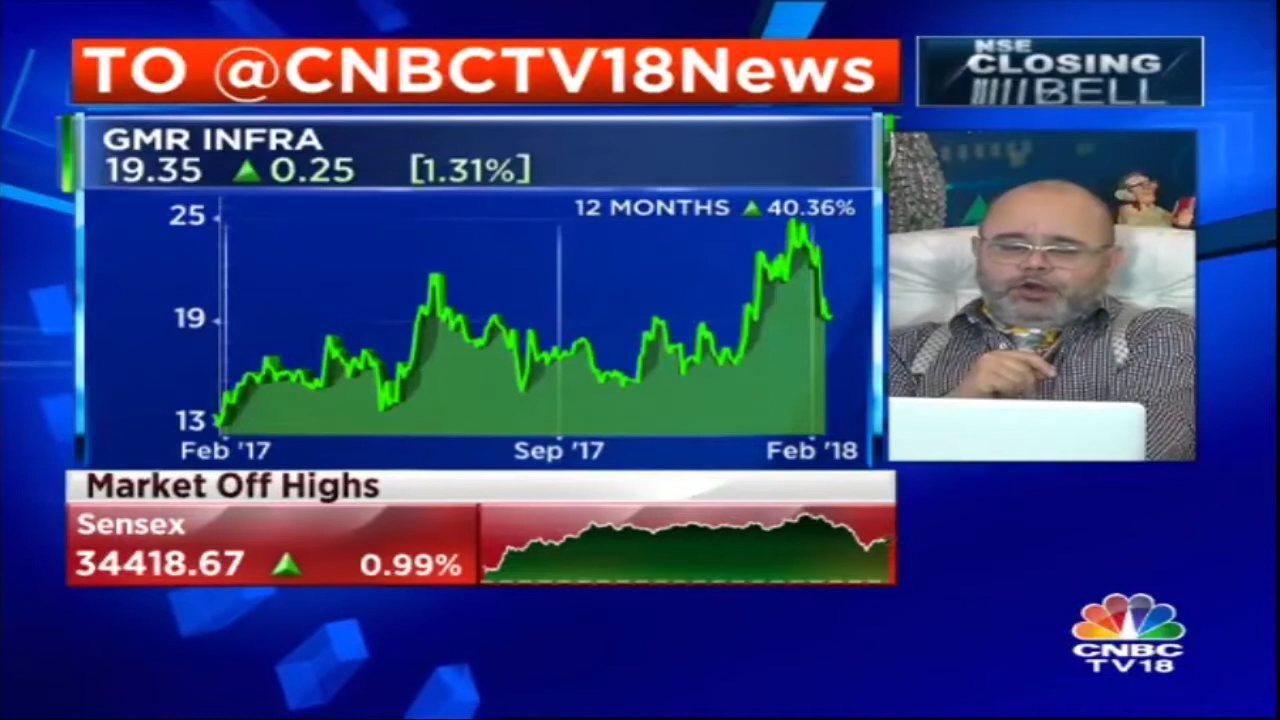 TO @CNBCTV18News
NSE
CLOSING
BELL
GMR INFRA
19.35 ▲ 0.25 [1.31%]
12 MONTHS ▲ 40.36%
25
19
13
Feb '17 Sep '17 Feb '18
Market Off Highs
Sensex
34418.67 ▲ 0.99%
CNBC
TV18